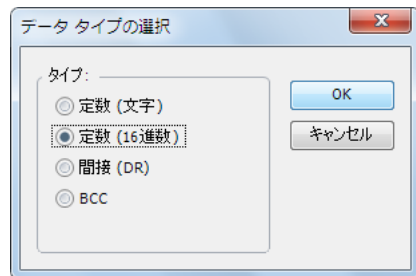 データ タイプの選択
タイプ:
定数 (文字)
定数 (16進数)
間接 (DR)
BCC
OK
キャンセル